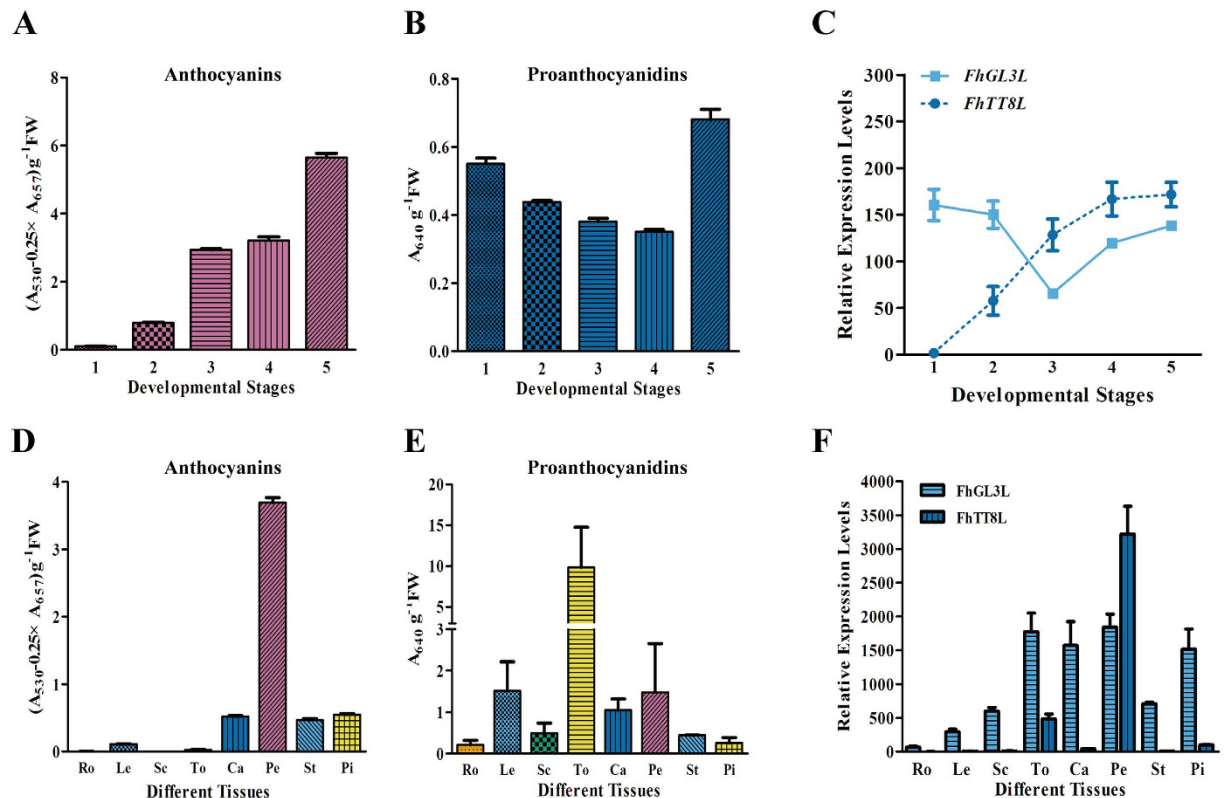 A
Anthocyanins
(A530-0.25× A657)g-1FW
8
6
4
2
0
1 2 3 4 5
Developmental Stages
B
Proanthocyanidins
A640 g-1FW
0.8
0.6
0.4
0.2
0.0
1 2 3 4 5
Developmental Stages
C
Relative Expression Levels
300
250
200
150
100
50
0
FhGL3L
FhTT8L
1 2 3 4 5
Developmental Stages
D
Anthocyanins
(A530-0.25× A657)g-1FW
4
3
2
1
0
Ro Le Sc To Ca Pe St Pi
Different Tissues
E
Proanthocyanidins
A640 g-1FW
20
15
10
5
3
2
1
0
Ro Le Sc To Ca Pe St Pi
Different Tissues
F
Relative Expression Levels
4000
3500
3000
2500
2000
1500
1000
500
0
FhGL3L
FhTT8L
Ro Le Sc To Ca Pe St Pi
Different Tissues